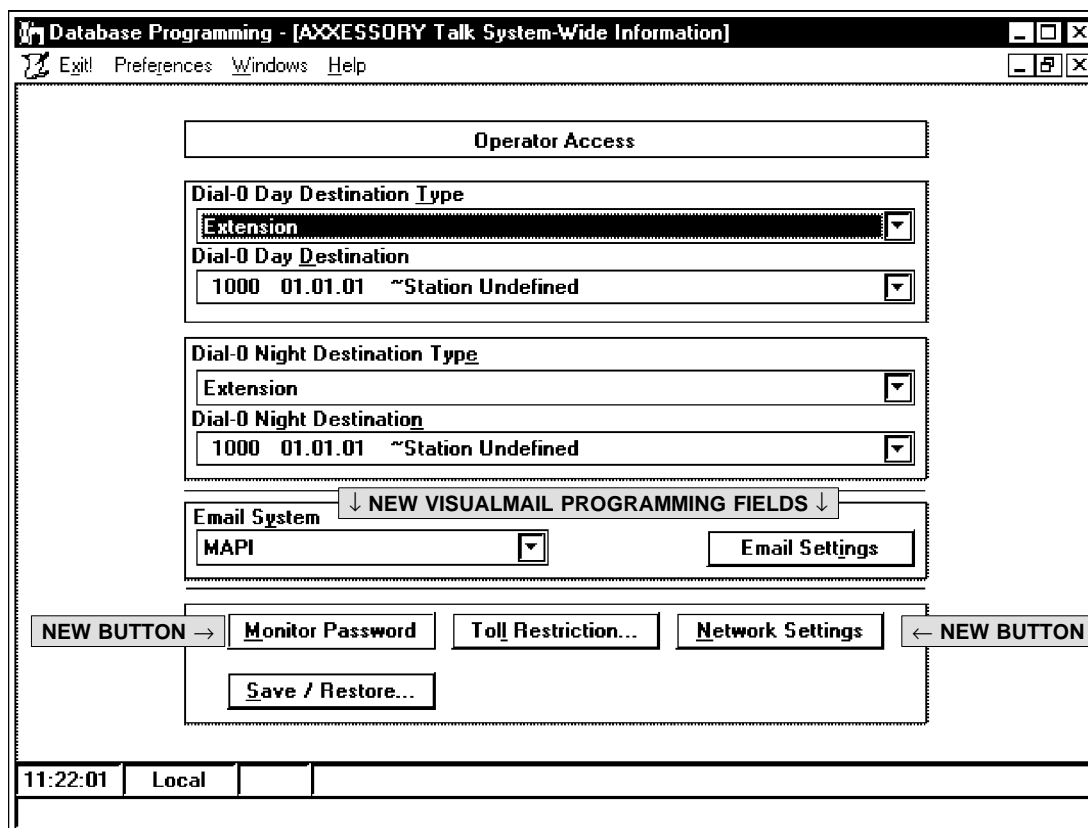 Database Programming - [AXXESSORY Talk System-Wide Information]
Exit! Preferences Windows Help
Operator Access
Dial-0 Day Destination Type
Extension
Dial-0 Day Destination
1000 01.01.01 ~Station Undefined
Dial-0 Night Destination Type
Extension
Dial-0 Night Destination
1000 01.01.01 ~Station Undefined
↓ NEW VISUALMAIL PROGRAMMING FIELDS ↓
Email System
MAPI
Email Settings
NEW BUTTON → Monitor Password Toll Restriction... Network Settings ← NEW BUTTON
Save / Restore...
11:22:01 Local